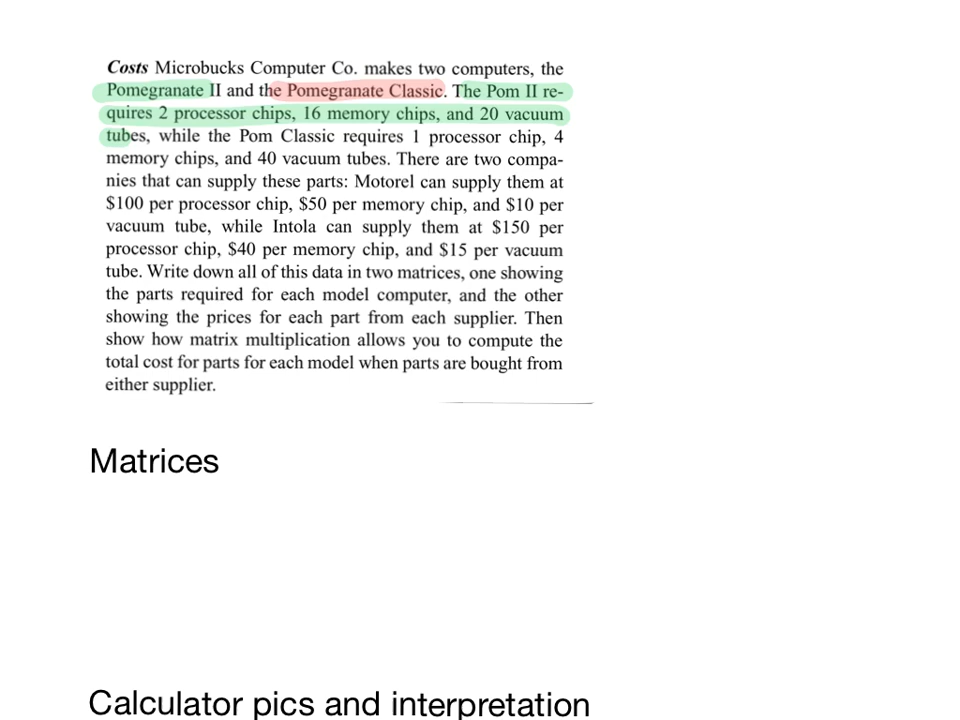 Costs Microbucks Computer Co. makes two computers, the
Pomegranate II and the Pomegranate Classic. The Pom II re-
quires 2 processor chips, 16 memory chips, and 20 vacuum
tubes, while the Pom Classic requires 1 processor chip, 4
memory chips, and 40 vacuum tubes. There are two compa-
nies that can supply these parts: Motorel can supply them at
$100 per processor chip, $50 per memory chip, and $10 per
vacuum tube, while Intola can supply them at $150 per
processor chip, $40 per memory chip, and $15 per vacuum
tube. Write down all of this data in two matrices, one showing
the parts required for each model computer, and the other
showing the prices for each part from each supplier. Then
show how matrix multiplication allows you to compute the
total cost for parts for each model when parts are bought from
either supplier.
Matrices
Calculator pics and interpretation